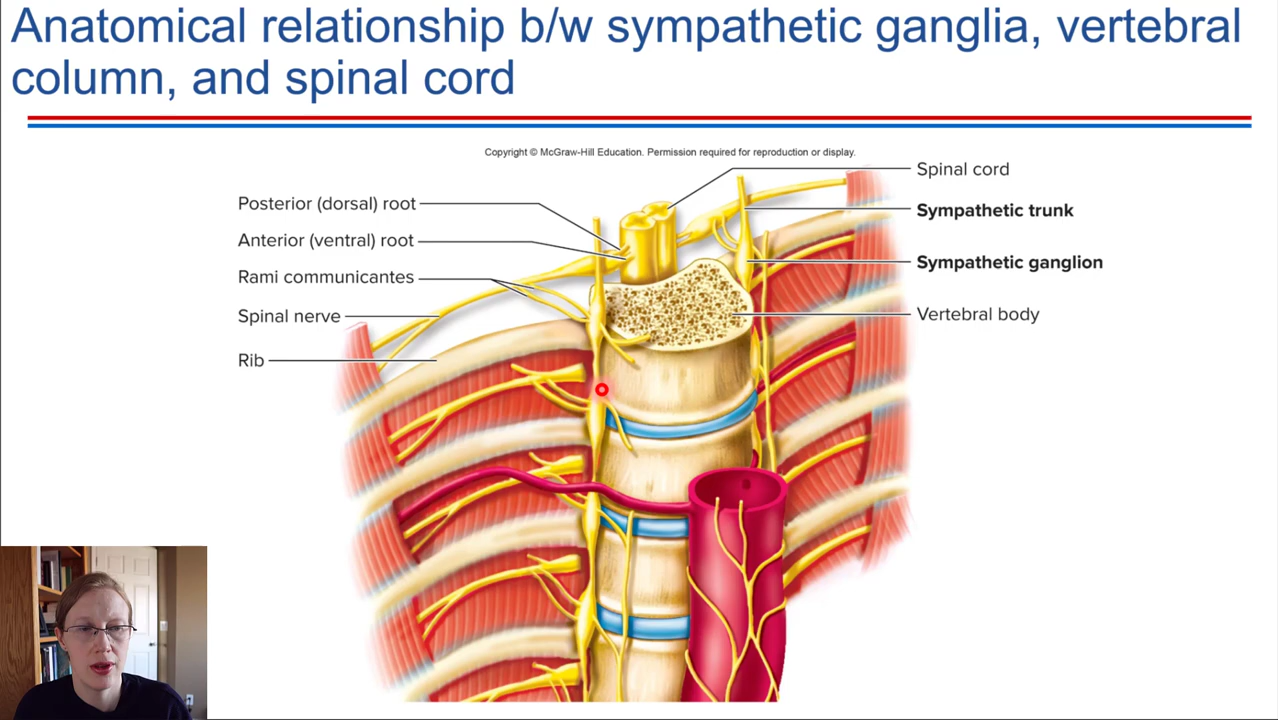 Anatomical relationship b/w sympathetic ganglia, vertebral
column, and spinal cord
Copyright © McGraw-Hill Education. Permission required for reproduction or display.
Posterior (dorsal) root
Anterior (ventral) root
Rami communicantes
Spinal nerve
Rib
Spinal cord
Sympathetic trunk
Sympathetic ganglion
Vertebral body